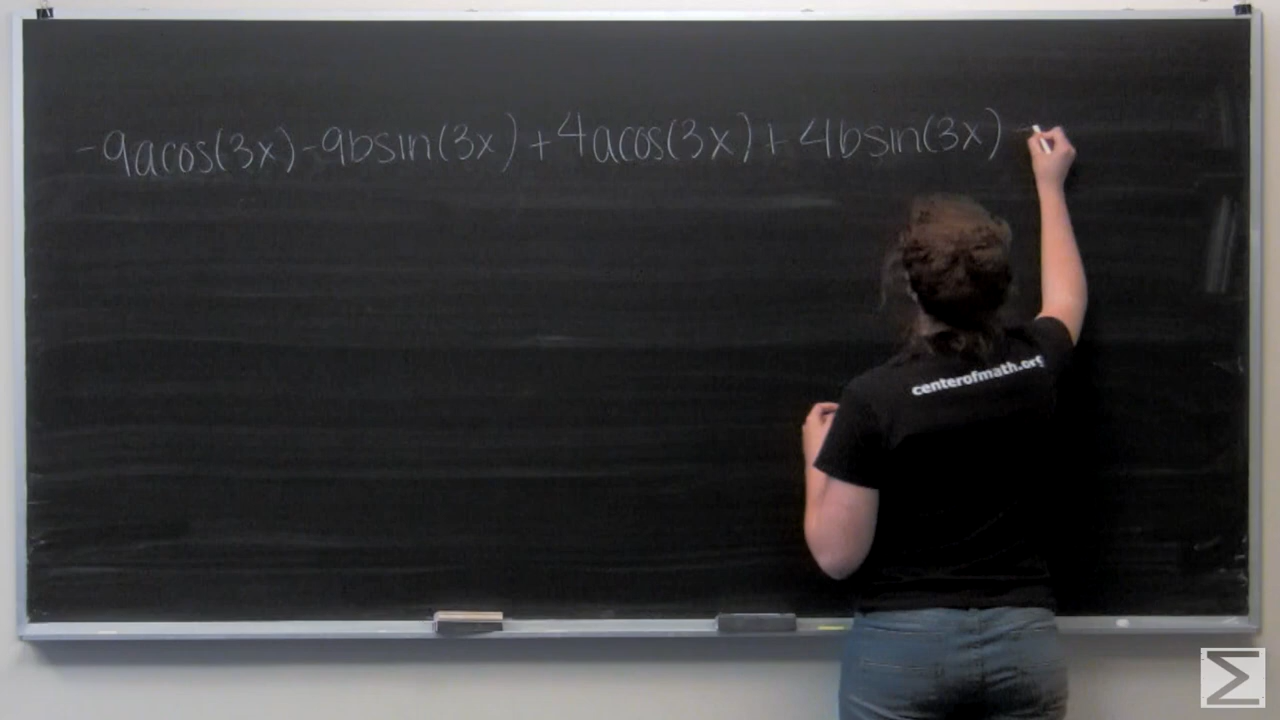 -9acos(3x)-9bsin(3x)+4acos(3x)+4bsin(3x)
centerofmath.org
Σ